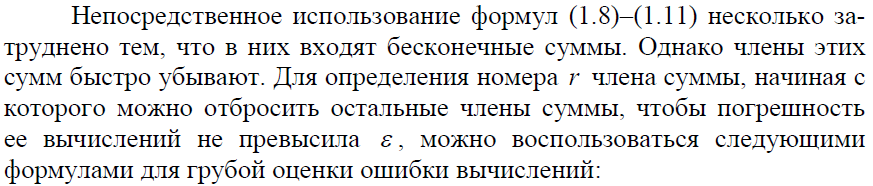 Непосредственное использование формул (1.8)–(1.11) несколько за-
труднено тем, что в них входят бесконечные суммы. Однако члены этих
сумм быстро убывают. Для определения номера r члена суммы, начиная с
которого можно отбросить остальные члены суммы, чтобы погрешность
ее вычислений не превысила ε, можно воспользоваться следующими
формулами для грубой оценки ошибки вычислений: